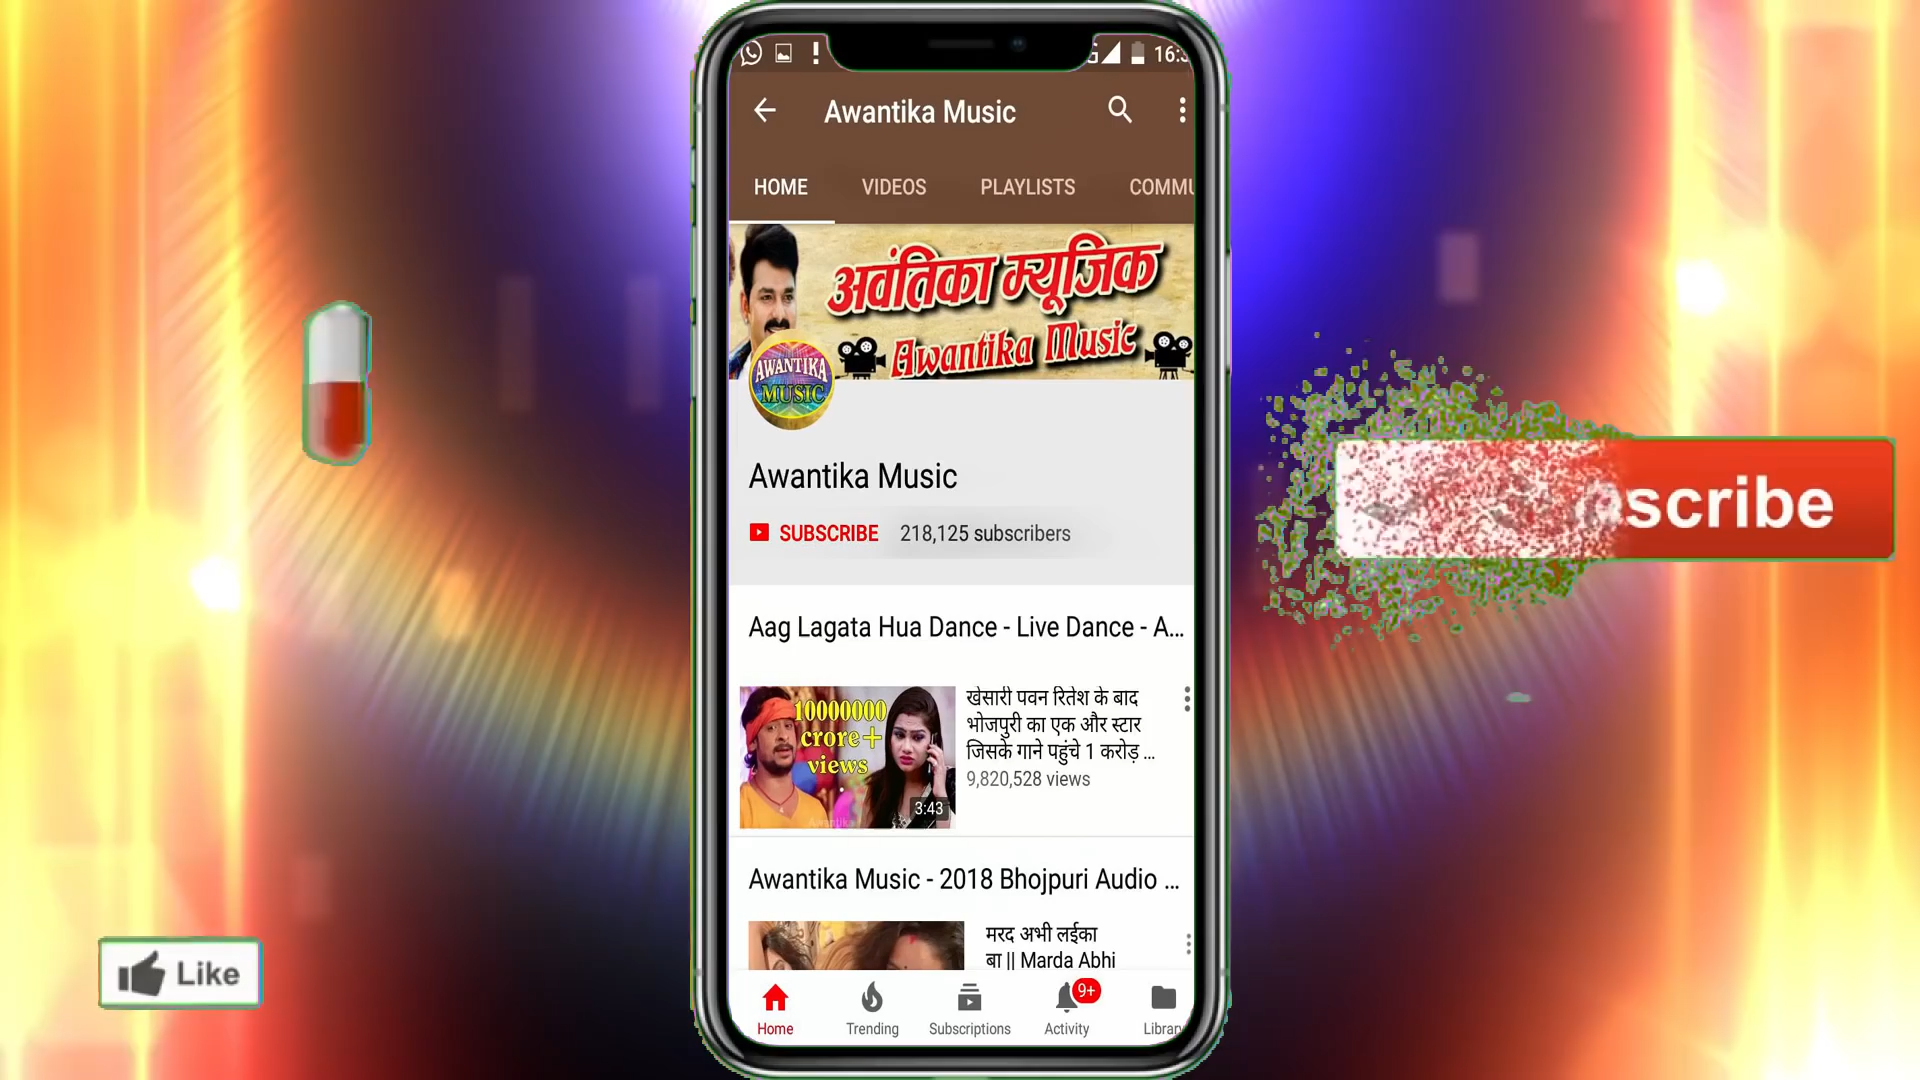 16:3
Awantika Music
HOME VIDEOS PLAYLISTS COMMU
अवंतिका म्यूजिक
Awantika Music
AWANTIKA
MUSIC
Awantika Music
SUBSCRIBE 218,125 subscribers
scribe
Aag Lagata Hua Dance - Live Dance - A...
10000000
crore+
views
3:43
Awantika
खेसारी पवन रितेश के बाद
भोजपुरी का एक और स्टार
जिसके गाने पहुंचे 1 करोड़ ...
9,820,528 views
Awantika Music - 2018 Bhojpuri Audio ...
मरद अभी लईका
बा || Marda Abhi
Like
9+
Home Trending Subscriptions Activity Library